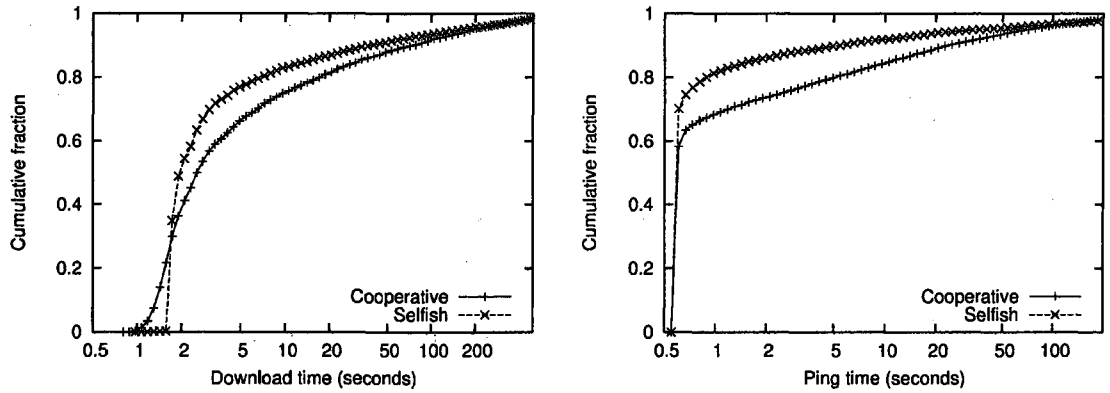 1
0.8
0.6
0.4
0.2
0
Cumulative fraction
Cooperative
Selfish
0.5 1 2 5 10 20 50 100 200
Download time (seconds)
1
0.8
0.6
0.4
0.2
0
Cumulative fraction
Cooperative
Selfish
0.5 1 2 5 10 20 50 100
Ping time (seconds)